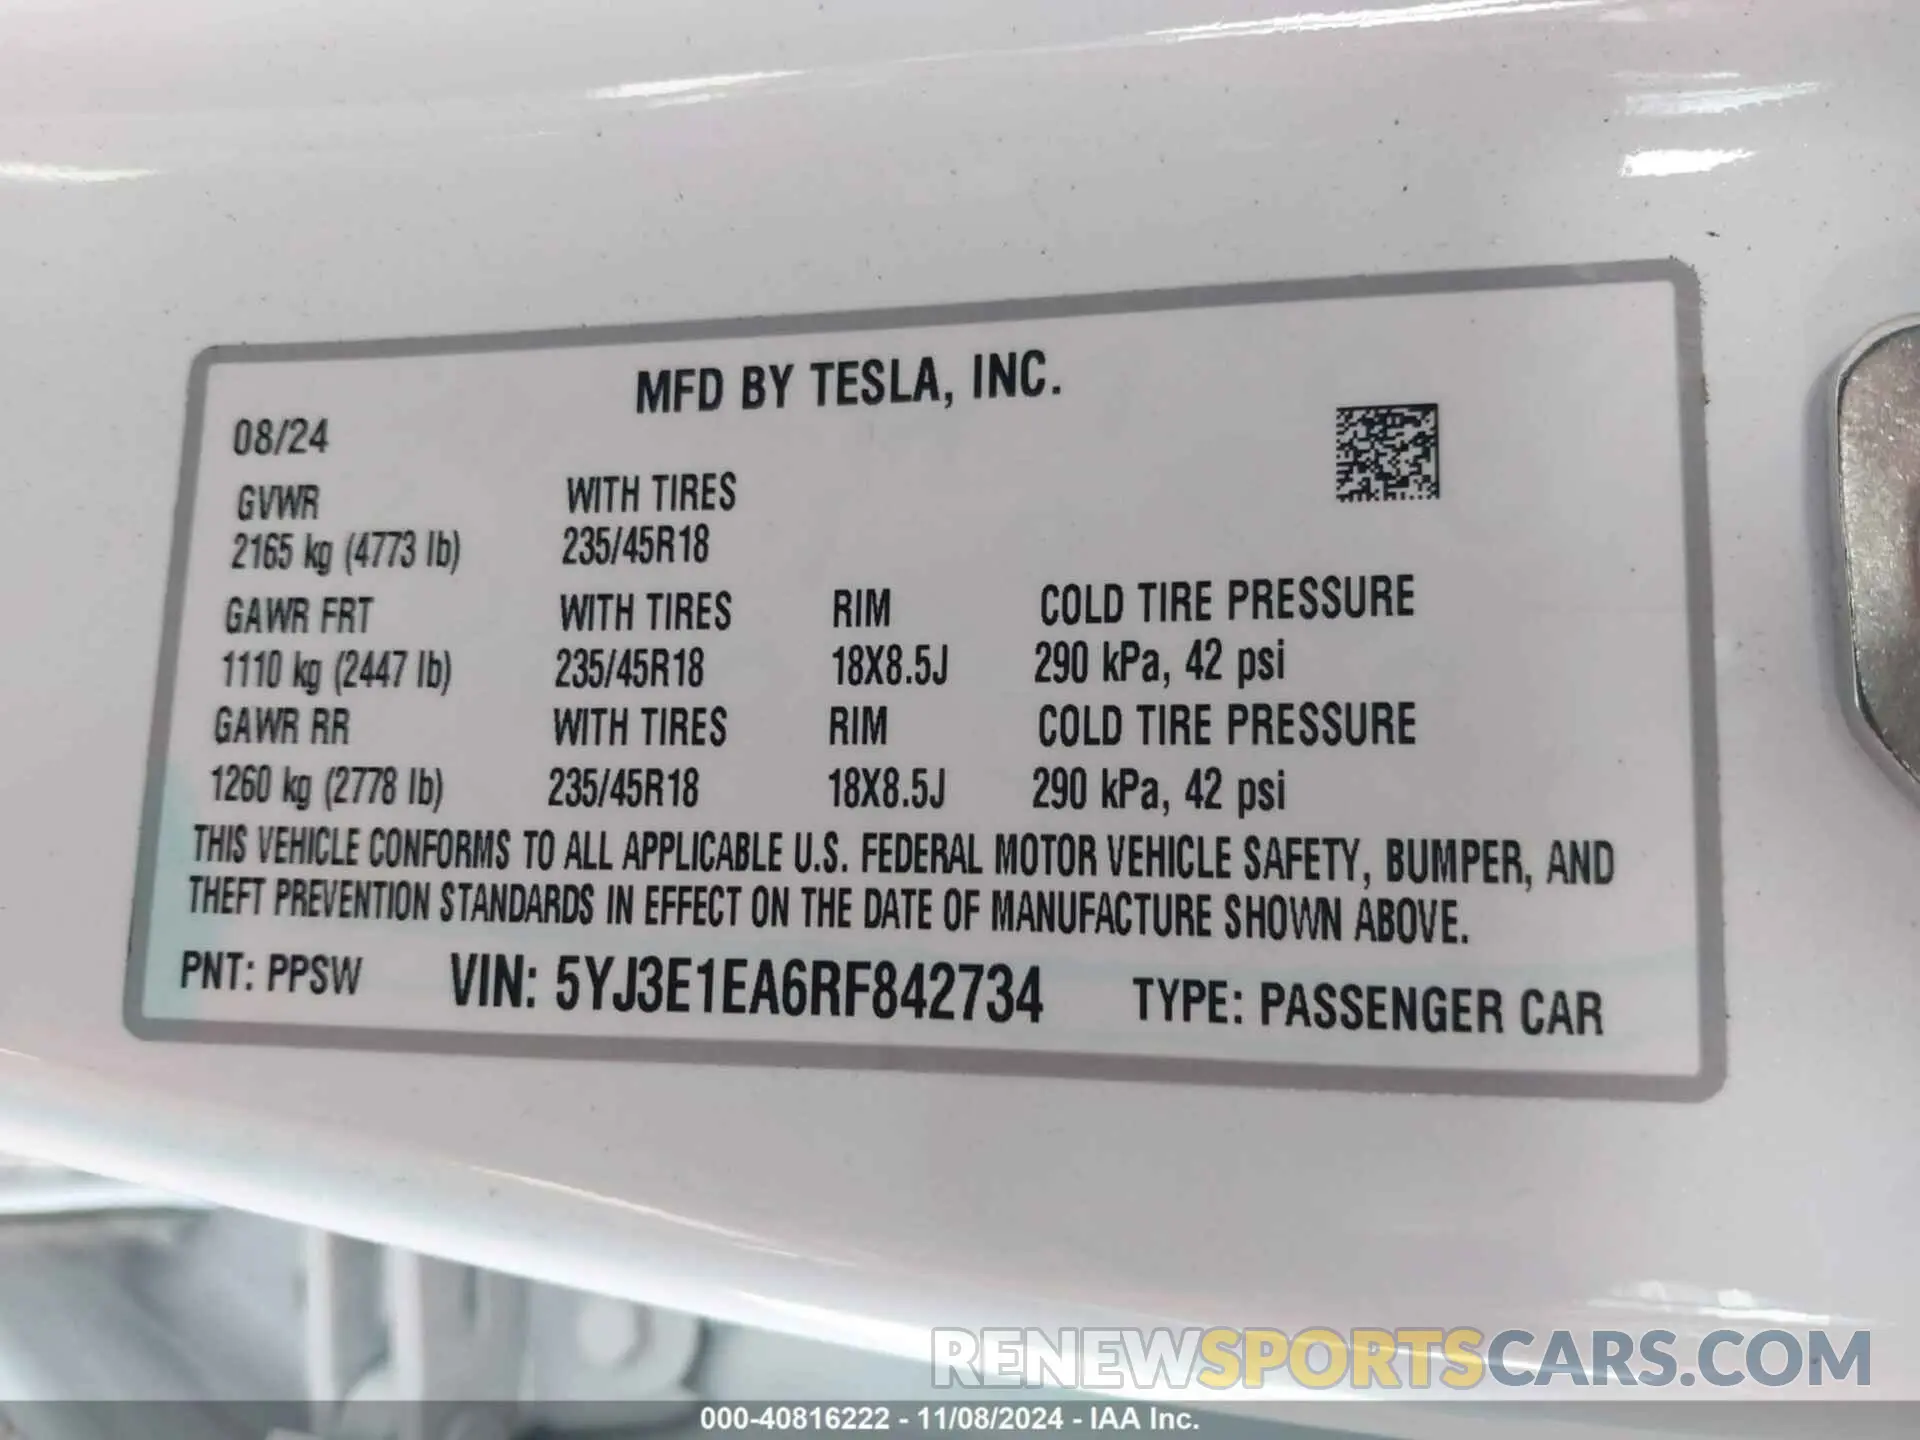 MFD BY TESLA, INC.
08/24
GVWR WITH TIRES
2165 kg (4773 lb) 235/45R18
GAWR FRT WITH TIRES RIM COLD TIRE PRESSURE
1110 kg (2447 lb) 235/45R18 18X8.5J 290 kPa, 42 psi
GAWR RR WITH TIRES RIM COLD TIRE PRESSURE
1260 kg (2778 lb) 235/45R18 18X8.5J 290 kPa, 42 psi
THIS VEHICLE CONFORMS TO ALL APPLICABLE U.S. FEDERAL MOTOR VEHICLE SAFETY, BUMPER, AND
THEFT PREVENTION STANDARDS IN EFFECT ON THE DATE OF MANUFACTURE SHOWN ABOVE.
PNT: PPSW VIN: 5YJ3E1EA6RF842734 TYPE: PASSENGER CAR
RENEWSPORTSCARS.COM
000-40816222 - 11/08/2024 - IAA Inc.